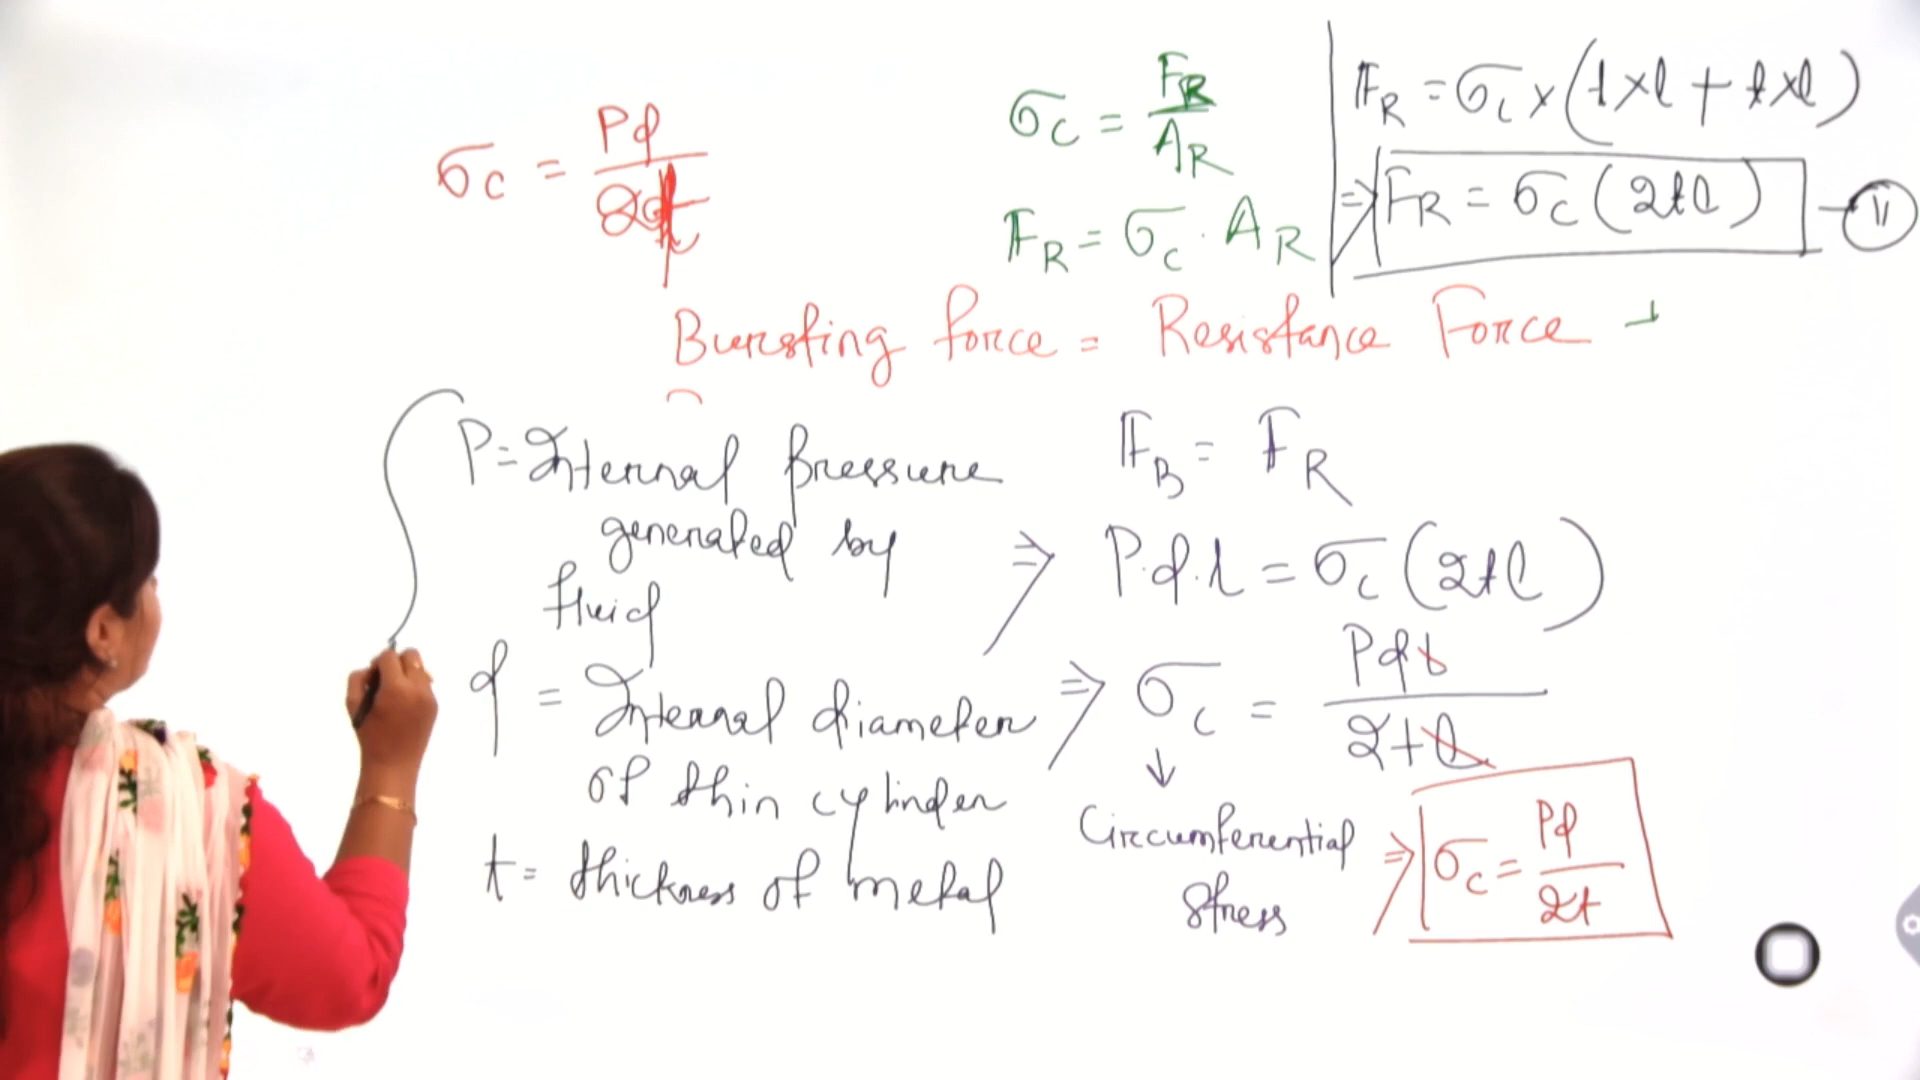 σc = Pd / 2t
σc = FR / AR
FR = σc · AR
FR = σc × (t×l + t×l)
⇒ FR = σc (2tl) — II
Bursting force = Resistance Force
P = Internal Pressure generated by fluid
d = Internal diameter of thin cylinder
t = thickness of metal
FB = FR
⇒ P.d.l = σc (2tl)
⇒ σc = Pdl / 2tl
↓
Circumferential stress
⇒ σc = Pd / 2t